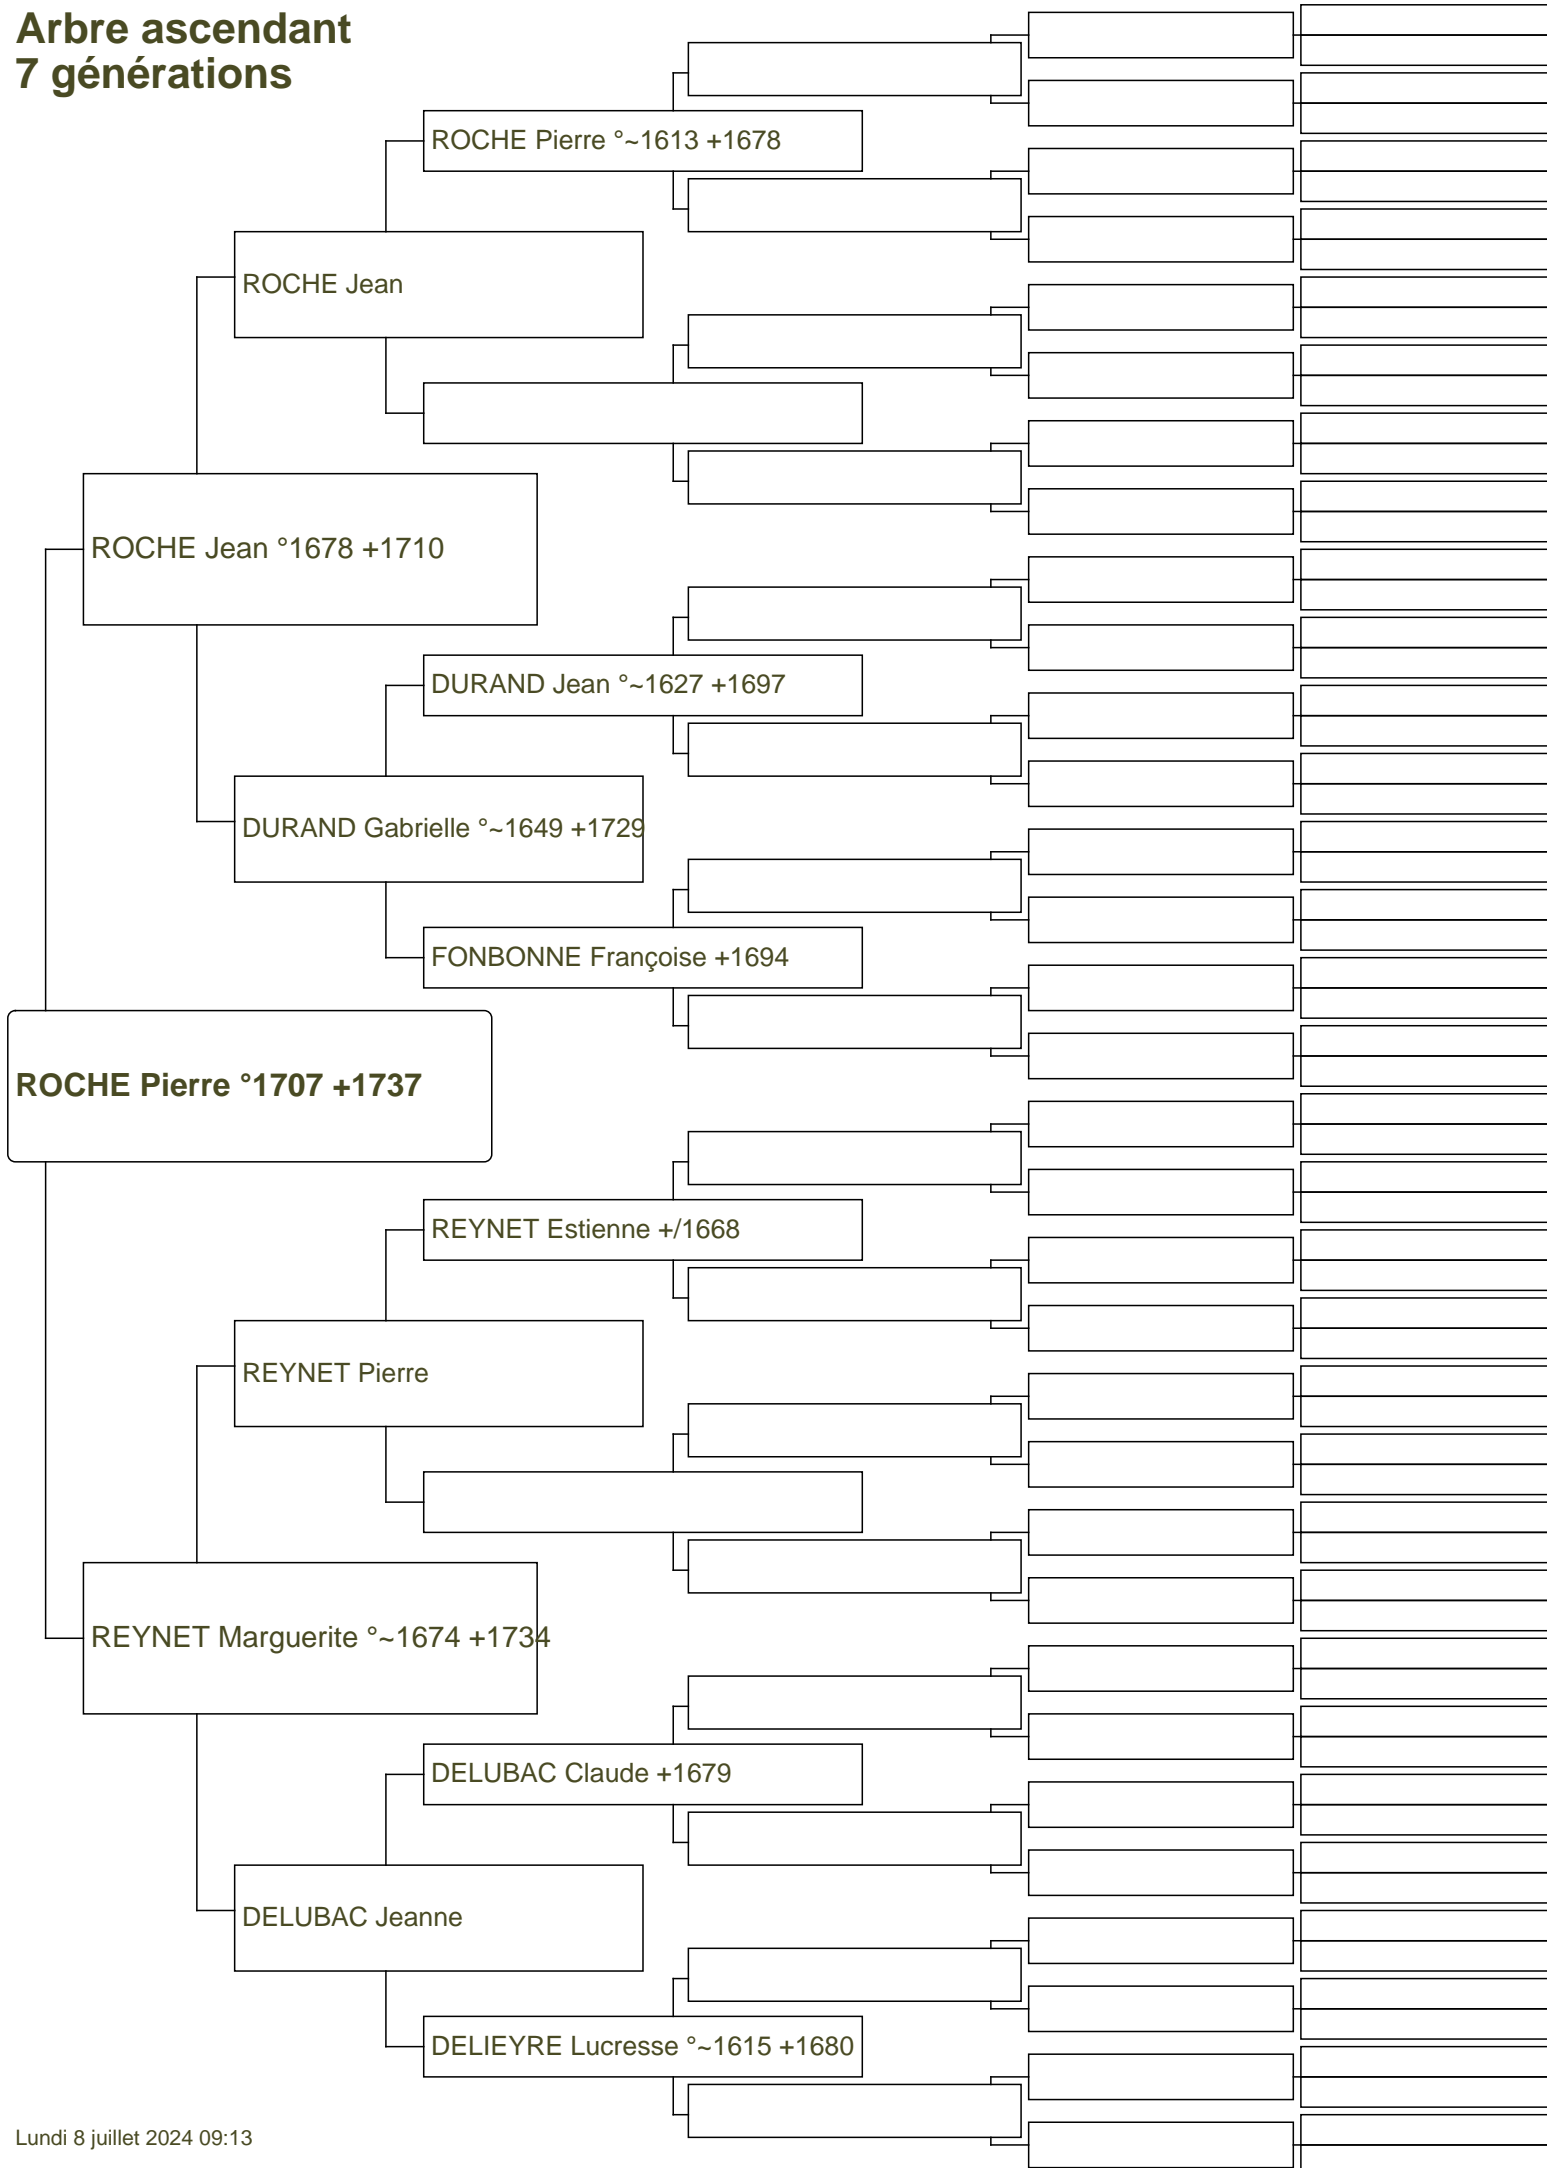 Arbre ascendant
7 générations
ROCHE Pierre °~1613 +1678
ROCHE Jean
ROCHE Jean °1678 +1710
DURAND Jean °~1627 +1697
DURAND Gabrielle °~1649 +1729
FONBONNE Françoise +1694
ROCHE Pierre °1707 +1737
REYNET Estienne +/1668
REYNET Pierre
REYNET Marguerite °~1674 +1734
DELUBAC Claude +1679
DELUBAC Jeanne
DELIEYRE Lucresse °~1615 +1680
Lundi 8 juillet 2024 09:13